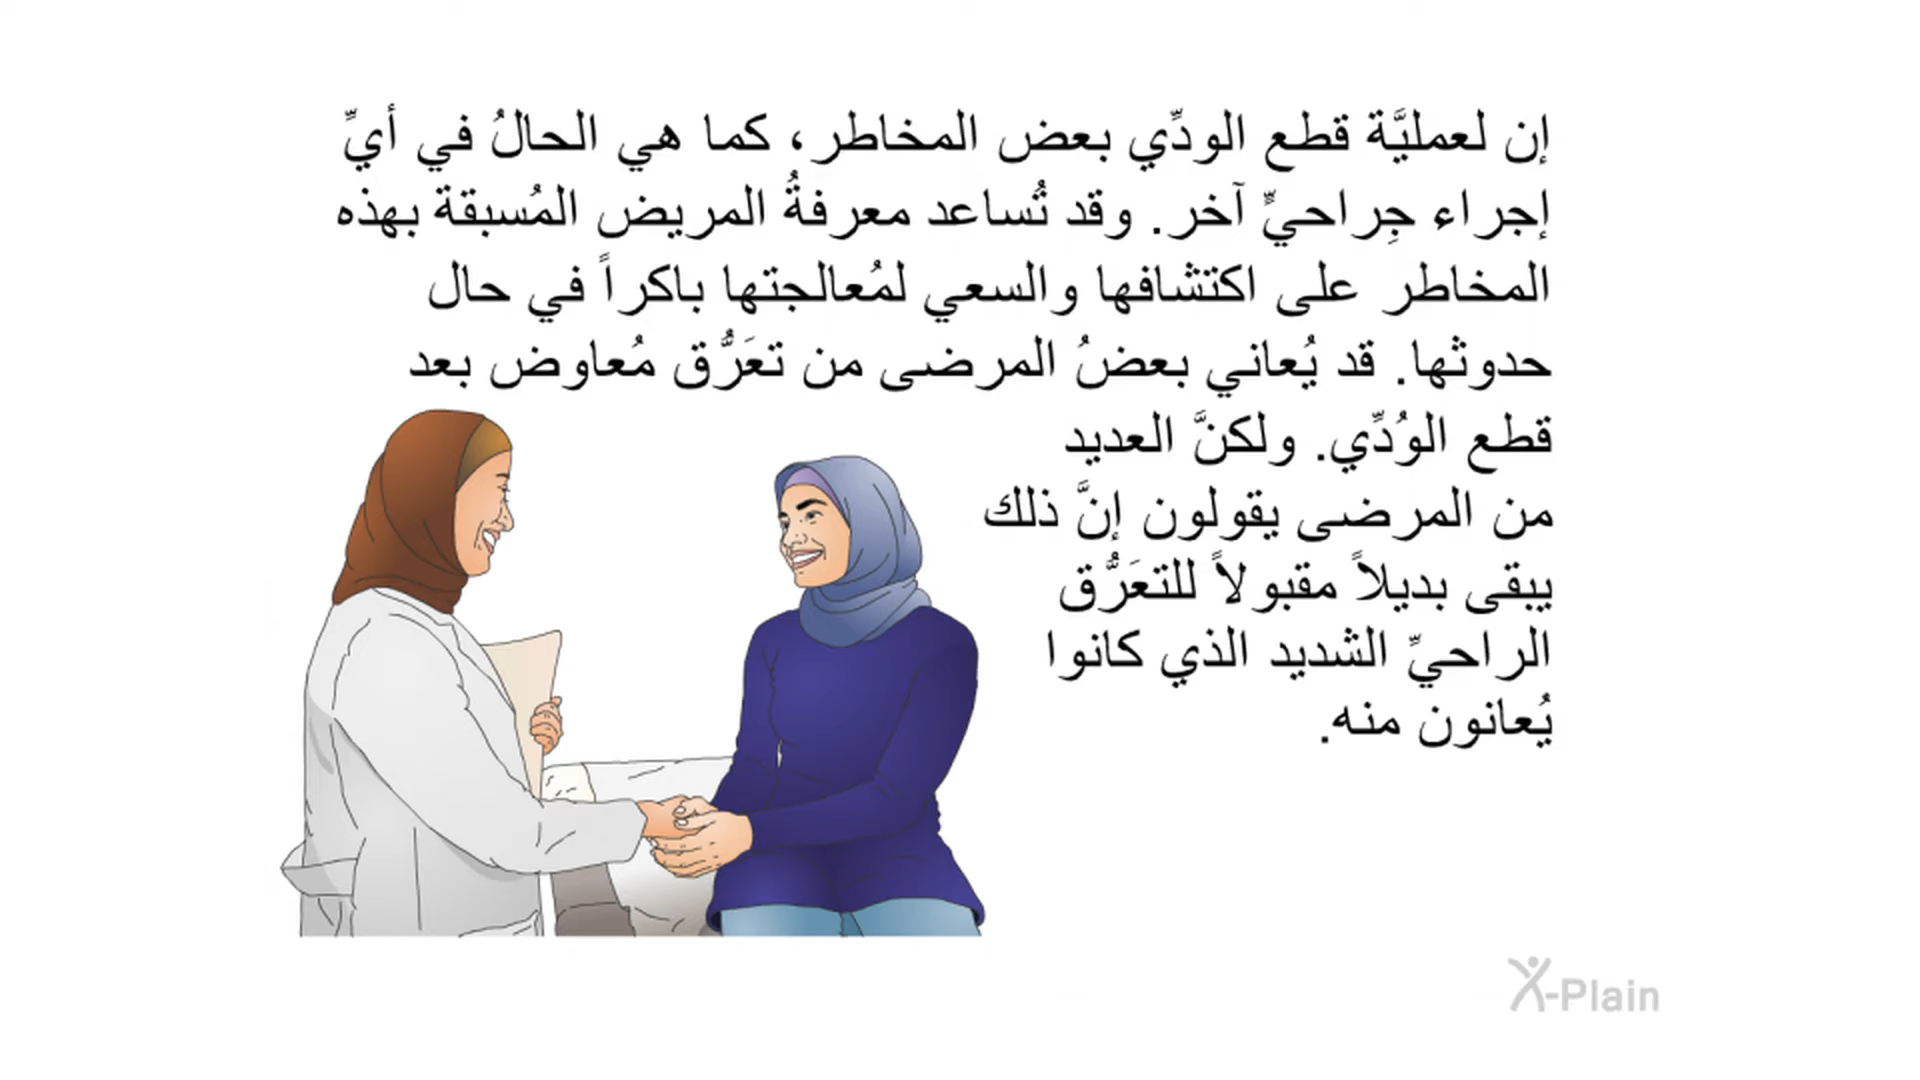 إن لعمليَّة قطع الودِّي بعض المخاطر، كما هي الحالُ في أيِّ
إجراء جِراحيٍّ آخر. وقد تُساعد معرفةُ المريض المُسبقة بهذه
المخاطر على اكتشافها والسعي لمُعالجتها باكراً في حال
حدوثها. قد يُعاني بعضُ المرضى من تعَرُّق مُعاوض بعد
قطع الوُدِّي. ولكنَّ العديد
من المرضى يقولون إنَّ ذلك
يبقى بديلاً مقبولاً للتعَرُّق
الراحيِّ الشديد الذي كانوا
يُعانون منه.
X-Plain